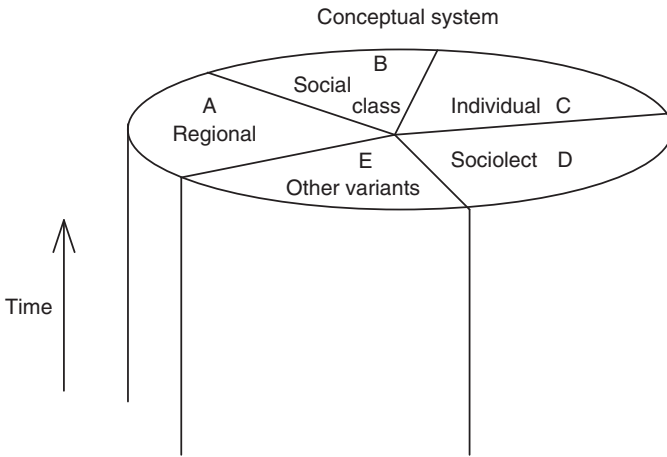 Conceptual system
A
Regional
B
Social
class
Individual C
Sociolect D
E
Other variants
Time